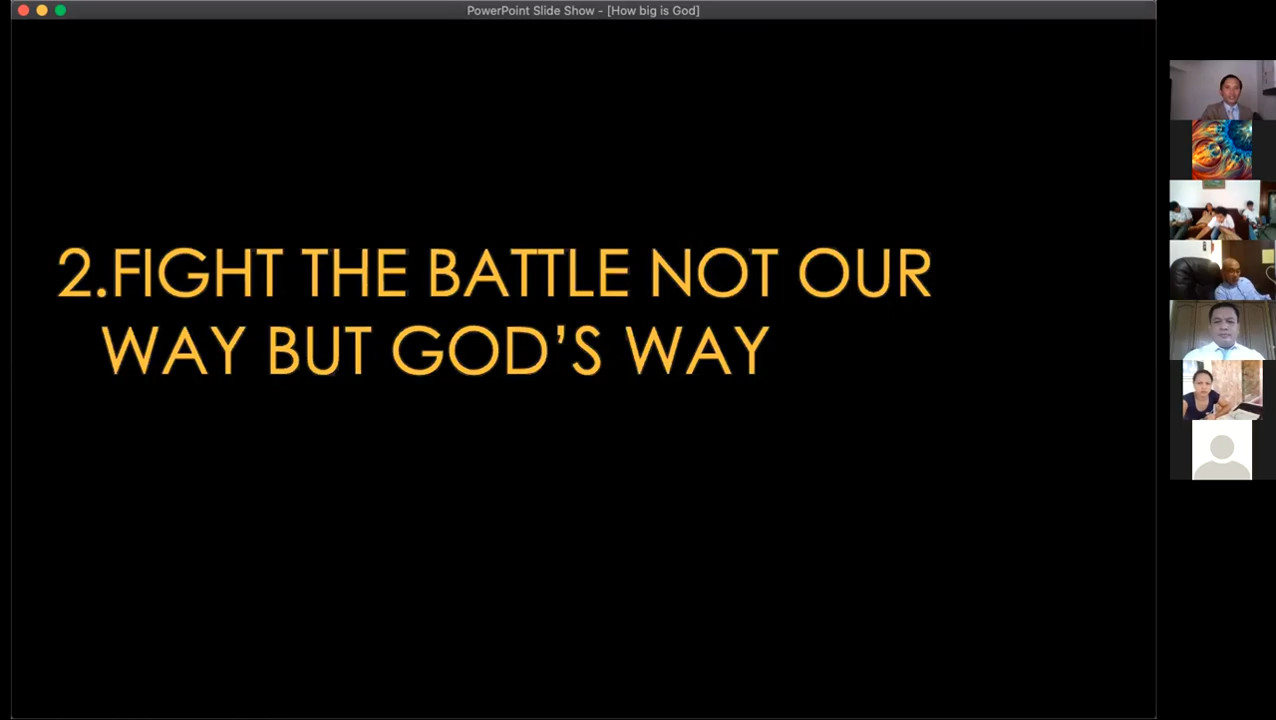 PowerPoint Slide Show - [How big is God]
2.FIGHT THE BATTLE NOT OUR
WAY BUT GOD’S WAY